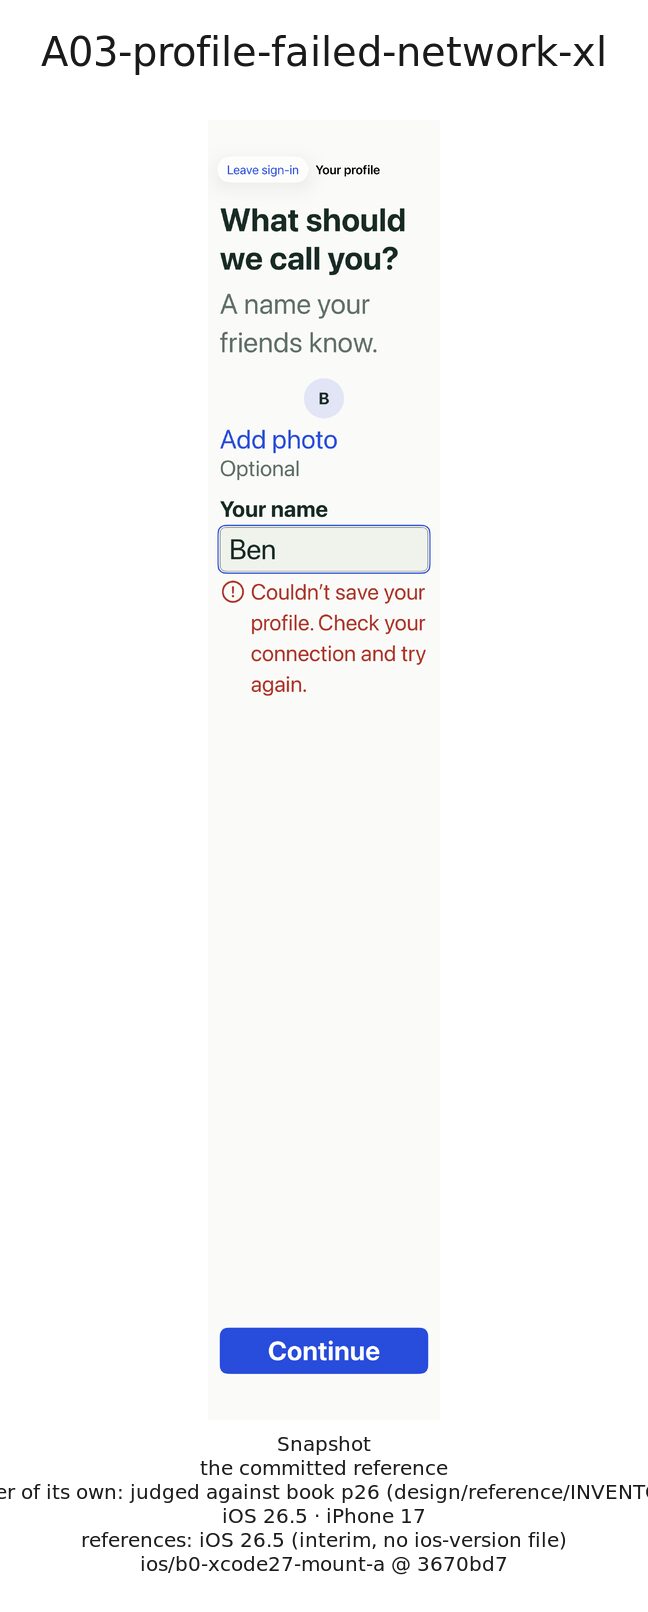 A03-profile-failed-network-xl
Leave sign-in Your profile
What should
we call you?
A name your
friends know.
B
Add photo
Optional
Your name
Ben
Couldn’t save your
profile. Check your
connection and try
again.
Continue
Snapshot
the committed reference
of its own: judged against book p26 (design/reference/
iOS 26.5 · iPhone 17
references: iOS 26.5 (interim, no ios-version file)
ios/b0-xcode27-mount-a @ 3670bd7